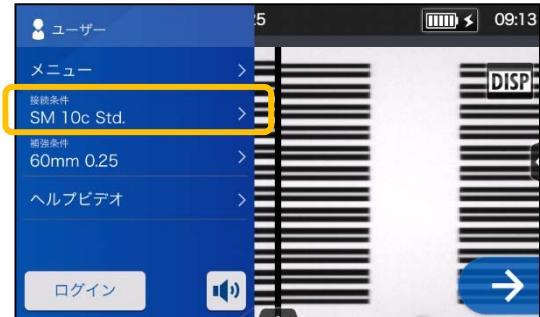 ユーザー
5
09:13
メニュー
DISP
接続条件
SM 10c Std.
補強条件
60mm 0.25
ヘルプビデオ
ログイン